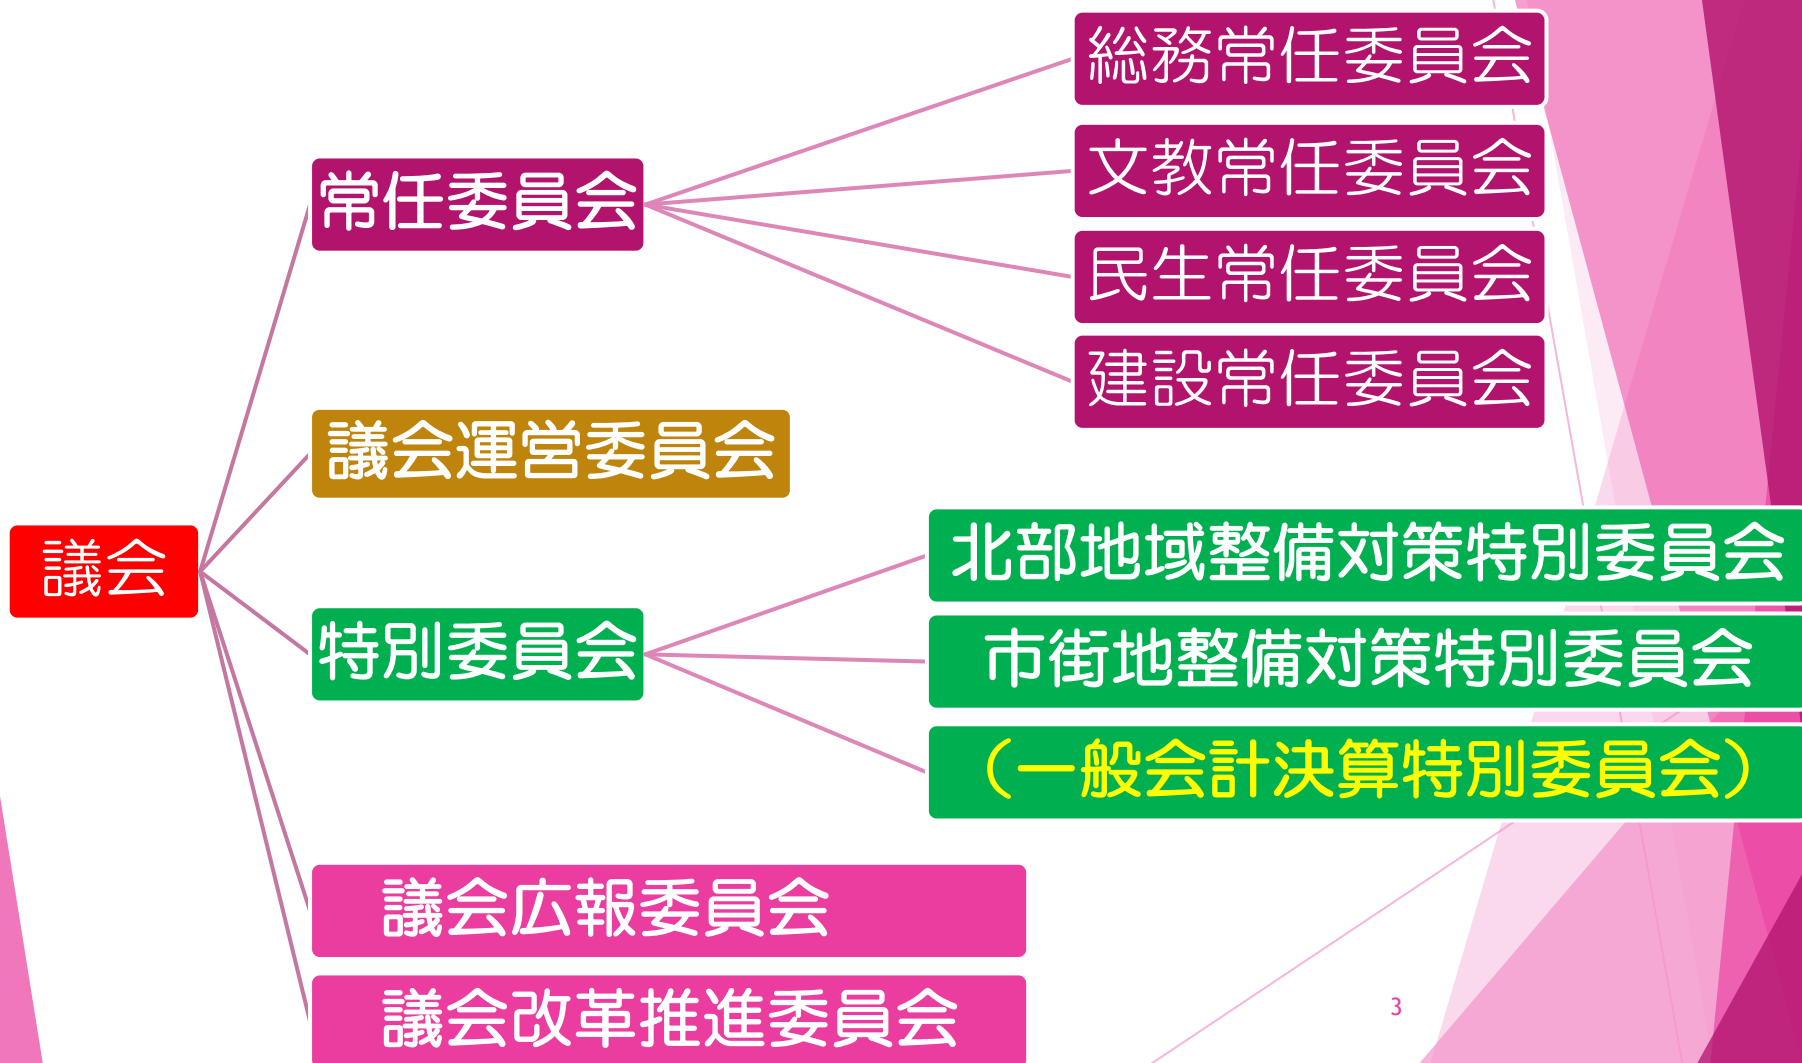 総務常任委員会
文教常任委員会
常任委員会
民生常任委員会
建設常任委員会
議会運営委員会
北部地域整備対策特別委員会
議会
市街地整備対策特別委員会
特別委員会
（一般会計決算特別委員会）
議会広報委員会
議会改革推進委員会
3